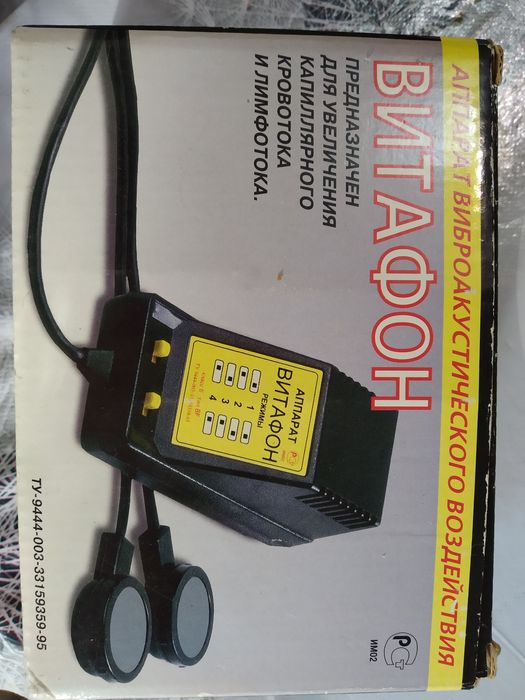 АППАРАТ ВИБРОАКУСТИЧЕСКОГО ВОЗДЕЙСТВИЯ
ВИТАФОН
ПРЕДНАЗНАЧЕН
ДЛЯ УВЕЛИЧЕНИЯ
КАПИЛЛЯРНОГО
КРОВОТОКА
И ЛИМФОТОКА.
АППАРАТ
ВИТАФОН
РЕЖИМЫ
1
2
3
4
РСт
ИМ02
ТУ-9444-003-33159359-95